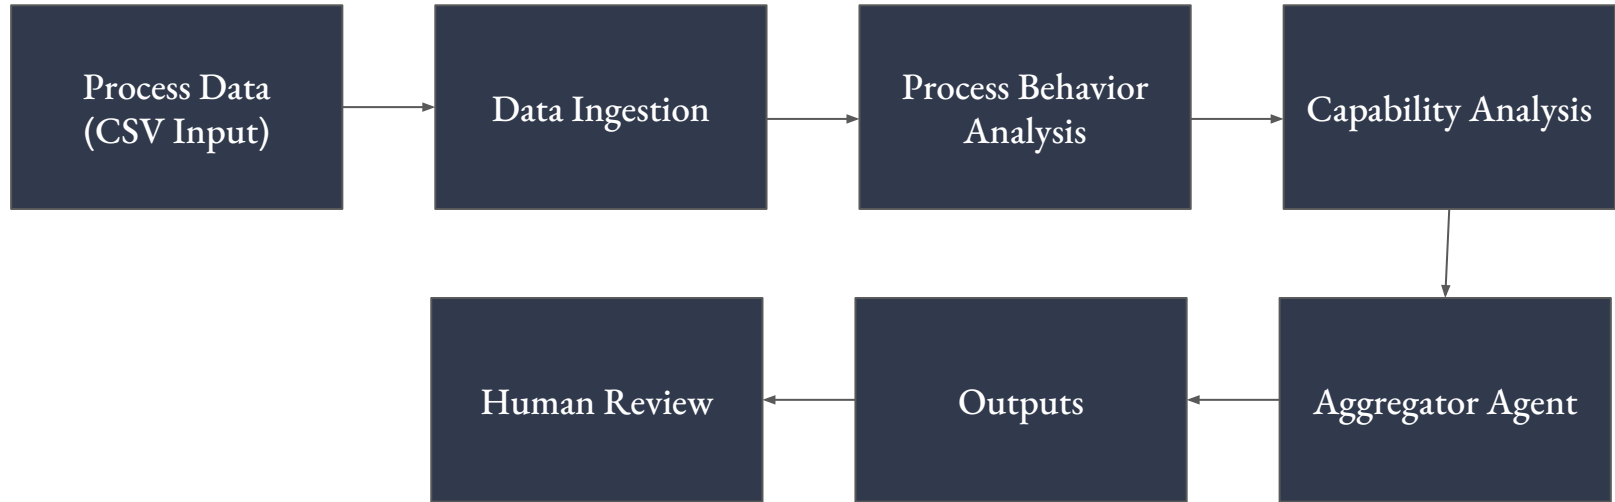 Process Data
(CSV Input)
Data Ingestion
Process Behavior
Analysis
Capability Analysis
Human Review
Outputs
Aggregator Agent